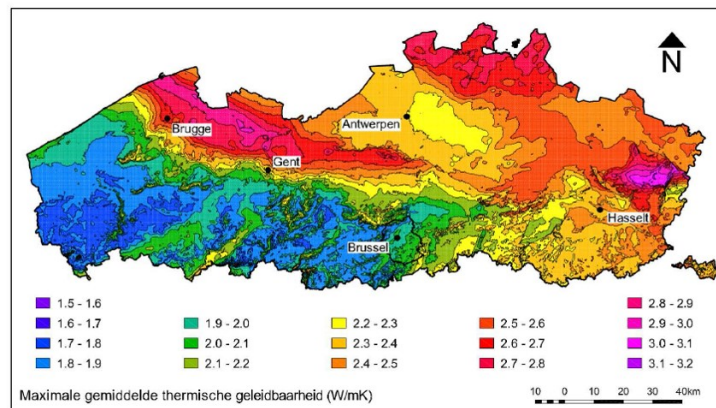 N
Brugge
Antwerpen
Gent
Hasselt
Brussel
1.5 - 1.6
1.6 - 1.7
1.7 - 1.8
1.8 - 1.9
1.9 - 2.0
2.0 - 2.1
2.1 - 2.2
2.2 - 2.3
2.3 - 2.4
2.4 - 2.5
2.5 - 2.6
2.6 - 2.7
2.7 - 2.8
2.8 - 2.9
2.9 - 3.0
3.0 - 3.1
3.1 - 3.2
Maximale gemiddelde thermische geleidbaarheid (W/mK)
10 0 10 20 30 40km